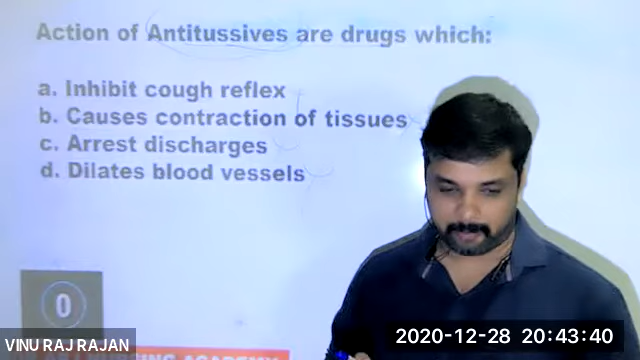 Action of Antitussives are drugs which:
a. Inhibit cough reflex
b. Causes contraction of tissues
c. Arrest discharges
d. Dilates blood vessels
0
VINU RAJ RAJAN
ACADEMY
2020-12-28 20:43:40